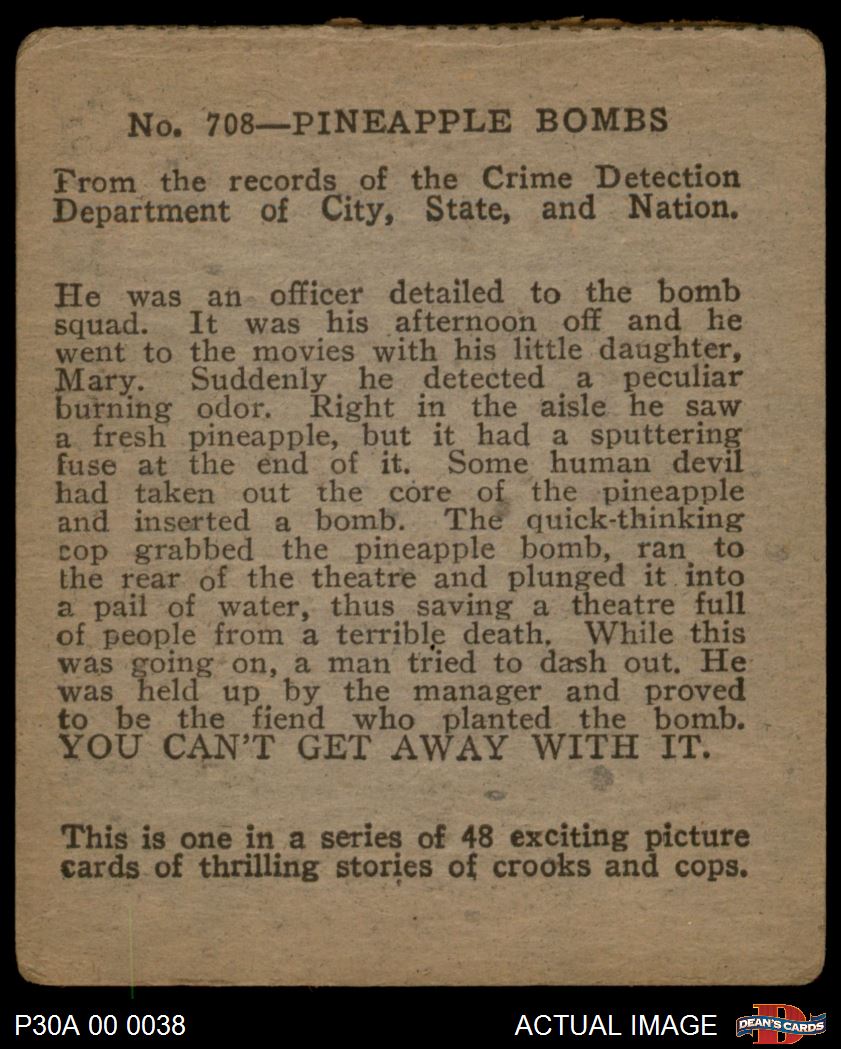 No. 708—PINEAPPLE BOMBS
From the records of the Crime Detection
Department of City, State, and Nation.
He was an officer detailed to the bomb
squad. It was his afternoon off and he
went to the movies with his little daughter,
Mary. Suddenly he detected a peculiar
burning odor. Right in the aisle he saw
a fresh pineapple, but it had a sputtering
fuse at the end of it. Some human devil
had taken out the core of the pineapple
and inserted a bomb. The quick-thinking
cop grabbed the pineapple bomb, ran to
the rear of the theatre and plunged it into
a pail of water, thus saving a theatre full
of people from a terrible death. While this
was going on, a man tried to dash out. He
was held up by the manager and proved
to be the fiend who planted the bomb.
YOU CAN'T GET AWAY WITH IT.
This is one in a series of 48 exciting picture
cards of thrilling stories of crooks and cops.
P30A 00 0038
ACTUAL IMAGE
D
DEAN'S CARDS